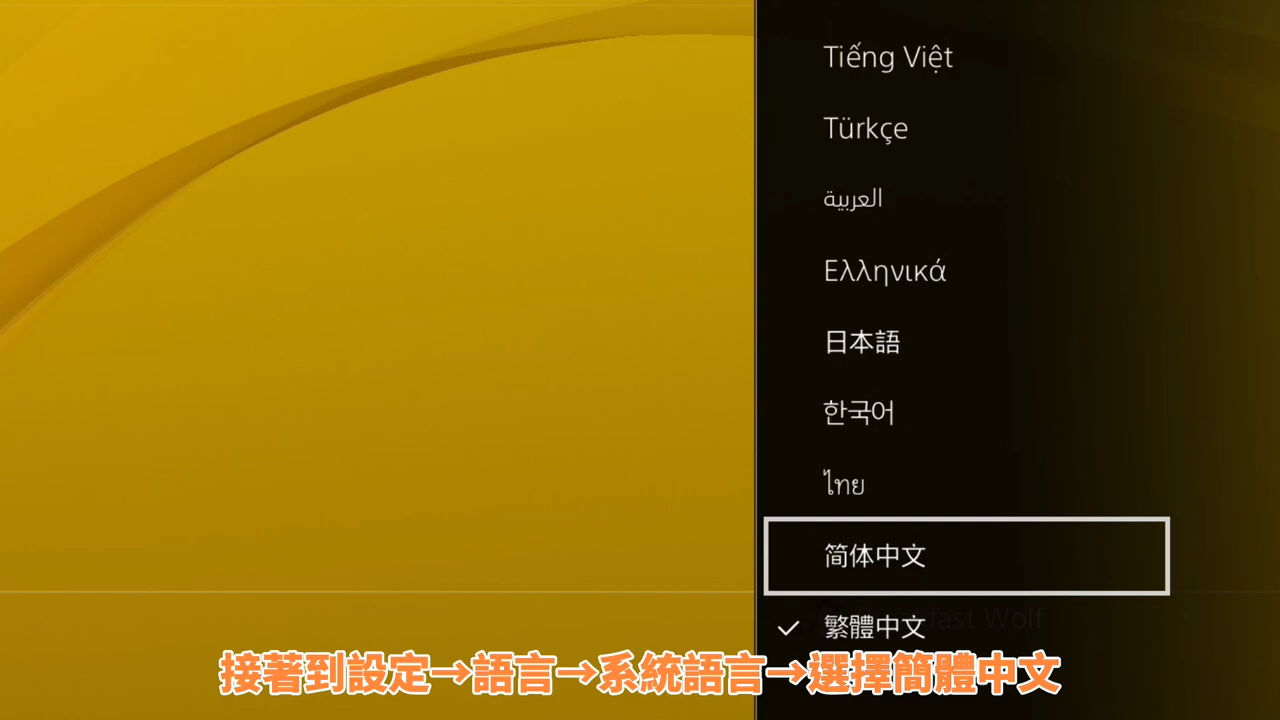 Tiếng Việt
Türkçe
العربية
Ελληνικά
日本語
한국어
ไทย
简体中文
繁體中文
接著到設定→語言→系統語言→選擇簡體中文